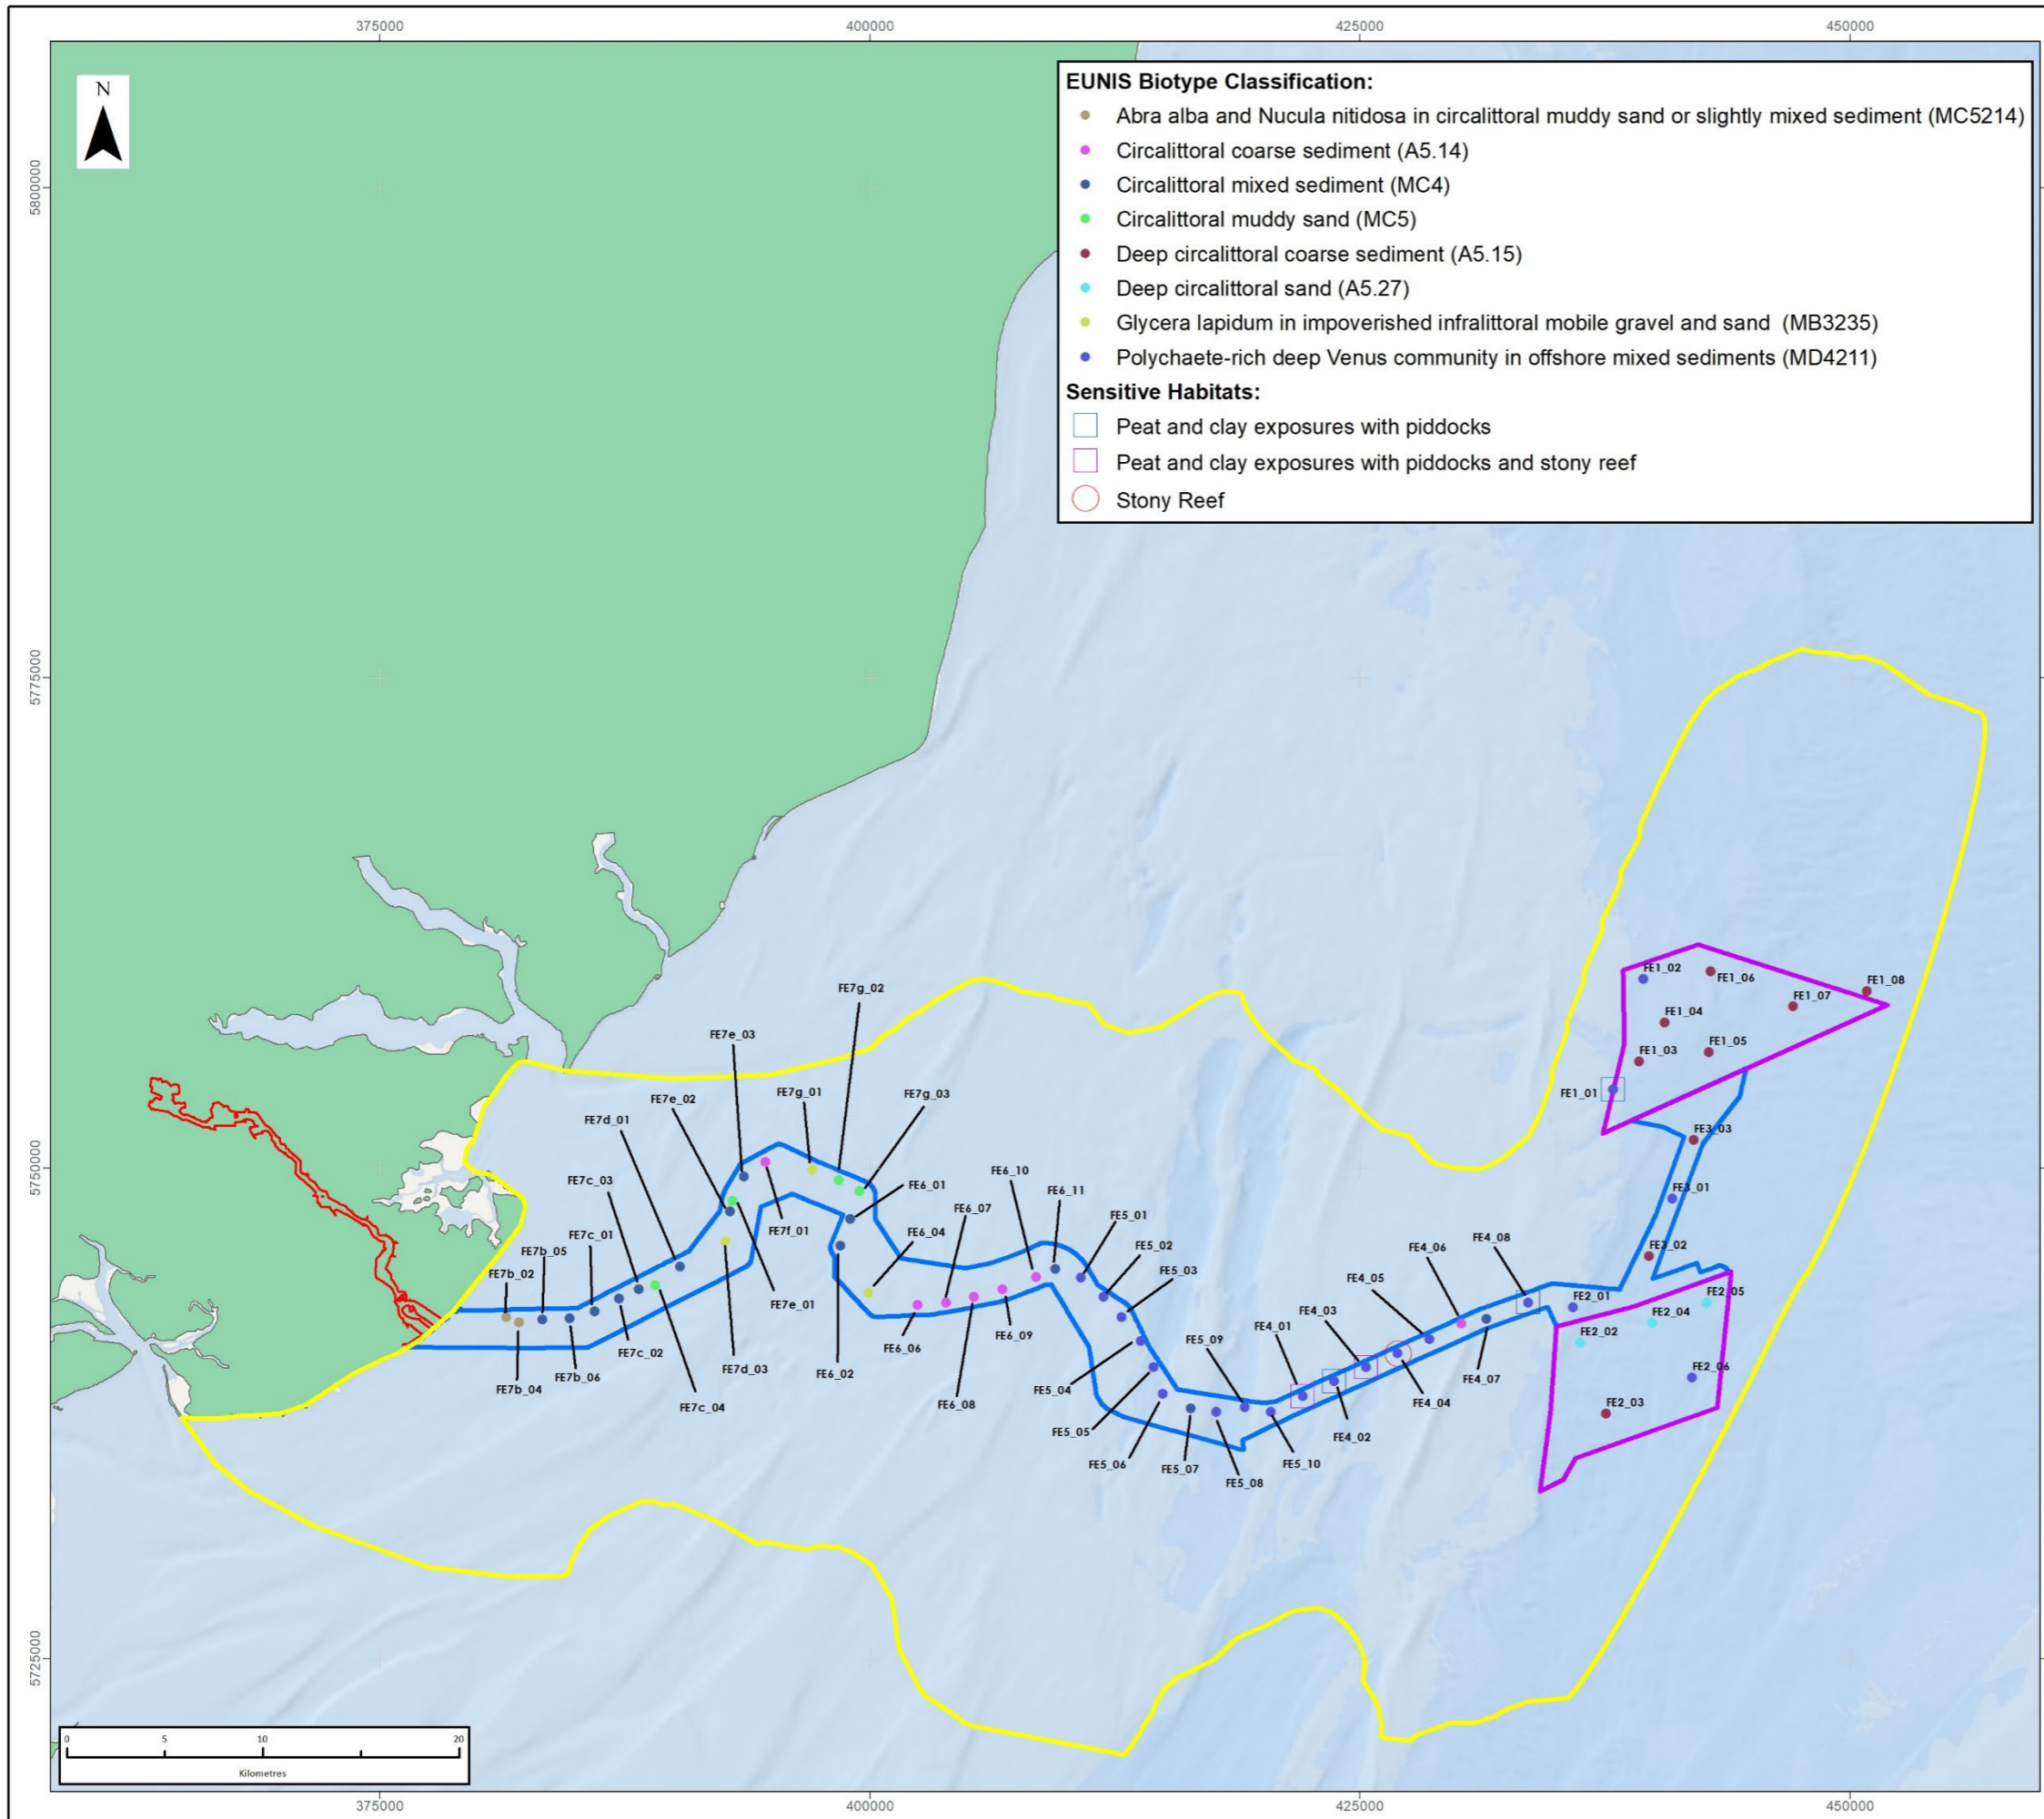 375000
400000
425000
450000
N
EUNIS Biotype Classification:
Abra alba and Nucula nitidosa in circalittoral muddy sand or slightly mixed sediment (MC5214)
Circalittoral coarse sediment (A5.14)
Circalittoral mixed sediment (MC4)
Circalittoral muddy sand (MC5)
Deep circalittoral coarse sediment (A5.15)
Deep circalittoral sand (A5.27)
Glycera lapidum in impoverished infralittoral mobile gravel and sand (MB3235)
Polychaete-rich deep Venus community in offshore mixed sediments (MD4211)
Sensitive Habitats:
Peat and clay exposures with piddocks
Peat and clay exposures with piddocks and stony reef
Stony Reef
5800000
5775000
5750000
5725000
FE1_02
FE1_06
FE1_08
FE1_07
FE1_04
FE1_05
FE1_03
FE1_01
FE7g_02
FE7e_03
FE7g_01
FE7g_03
FE7e_02
FE7d_01
FE3_03
FE6_10
FE7c_03
FE6_01
FE6_11
FE3_01
FE6_07
FE5_01
FE7f_01
FE6_04
FE7c_01
FE4_08
FE5_02
FE4_06
FE3_02
FE7b_05
FE7b_02
FE5_03
FE4_05
FE2_05
FE2_01
FE7e_01
FE4_03
FE2_04
FE4_01
FE2_02
FE6_09
FE5_09
FE6_06
FE7c_02
FE2_06
FE7d_03
FE6_02
FE7b_06
FE4_07
FE7b_04
FE5_04
FE2_03
FE4_04
FE6_08
FE7c_04
FE5_05
FE4_02
FE5_06
FE5_07
FE5_10
FE5_08
0
5
10
20
Kilometres
375000
400000
425000
450000